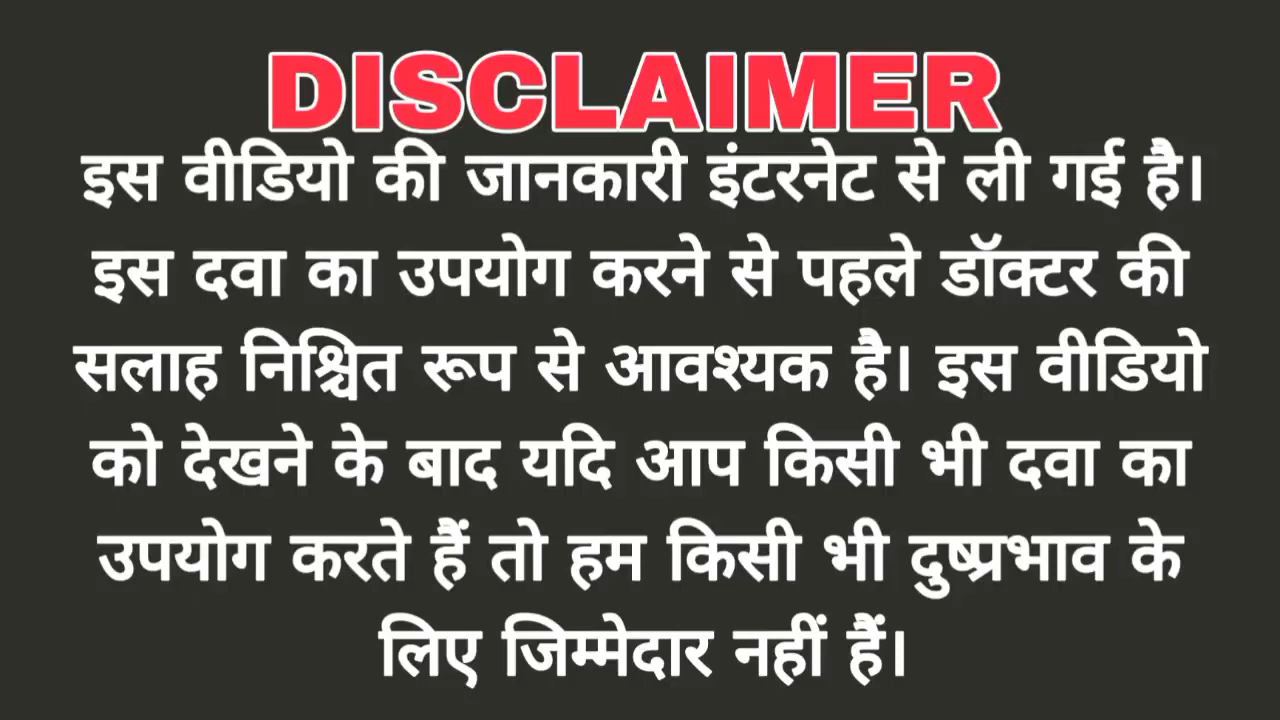 DISCLAIMER
इस वीडियो की जानकारी इंटरनेट से ली गई है।
इस दवा का उपयोग करने से पहले डॉक्टर की
सलाह निश्चित रूप से आवश्यक है। इस वीडियो
को देखने के बाद यदि आप किसी भी दवा का
उपयोग करते हैं तो हम किसी भी दुष्प्रभाव के
लिए जिम्मेदार नहीं हैं।